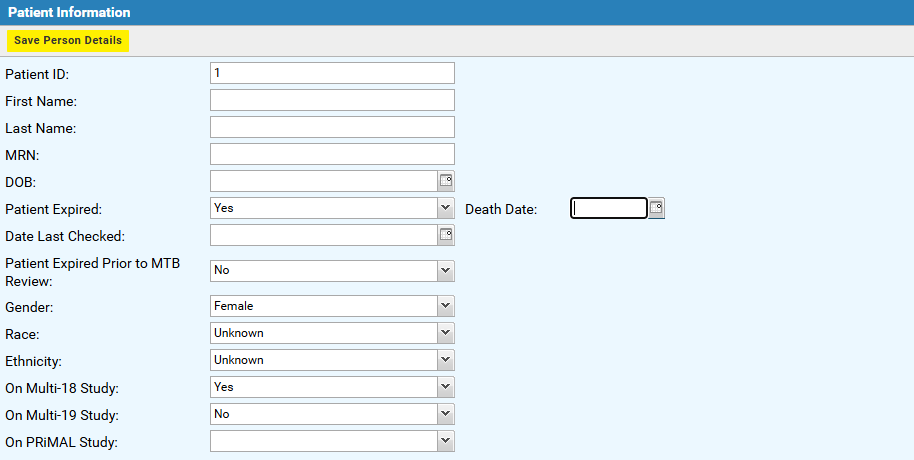 Patient Information
Save Person Details
Patient ID: 1
First Name:
Last Name:
MRN:
DOB:
Patient Expired: Yes Death Date:
Date Last Checked:
Patient Expired Prior to MTB
Review: No
Gender: Female
Race: Unknown
Ethnicity: Unknown
On Multi-18 Study: Yes
On Multi-19 Study: No
On PRiMAL Study: